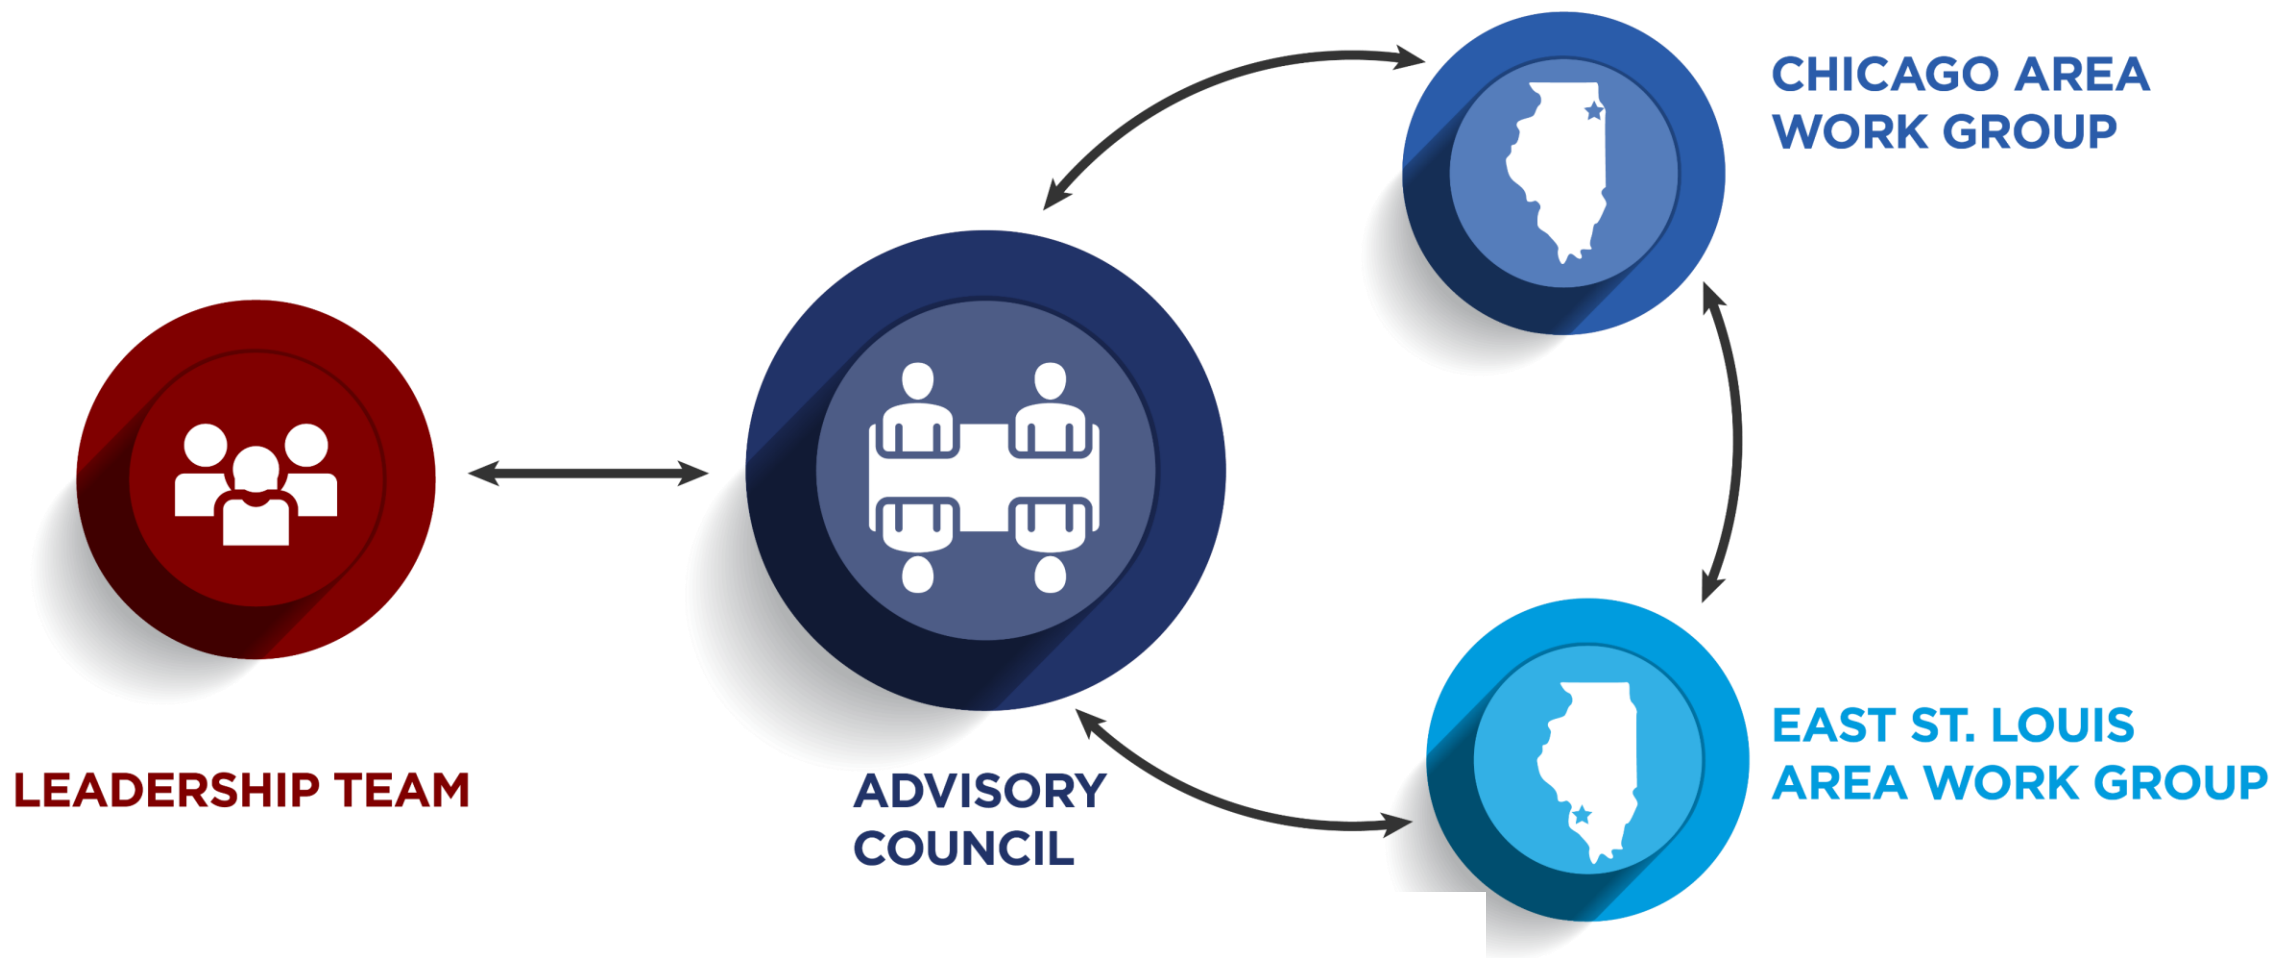 CHICAGO AREA
WORK GROUP
EAST ST. LOUIS
AREA WORK GROUP
LEADERSHIP TEAM
ADVISORY
COUNCIL